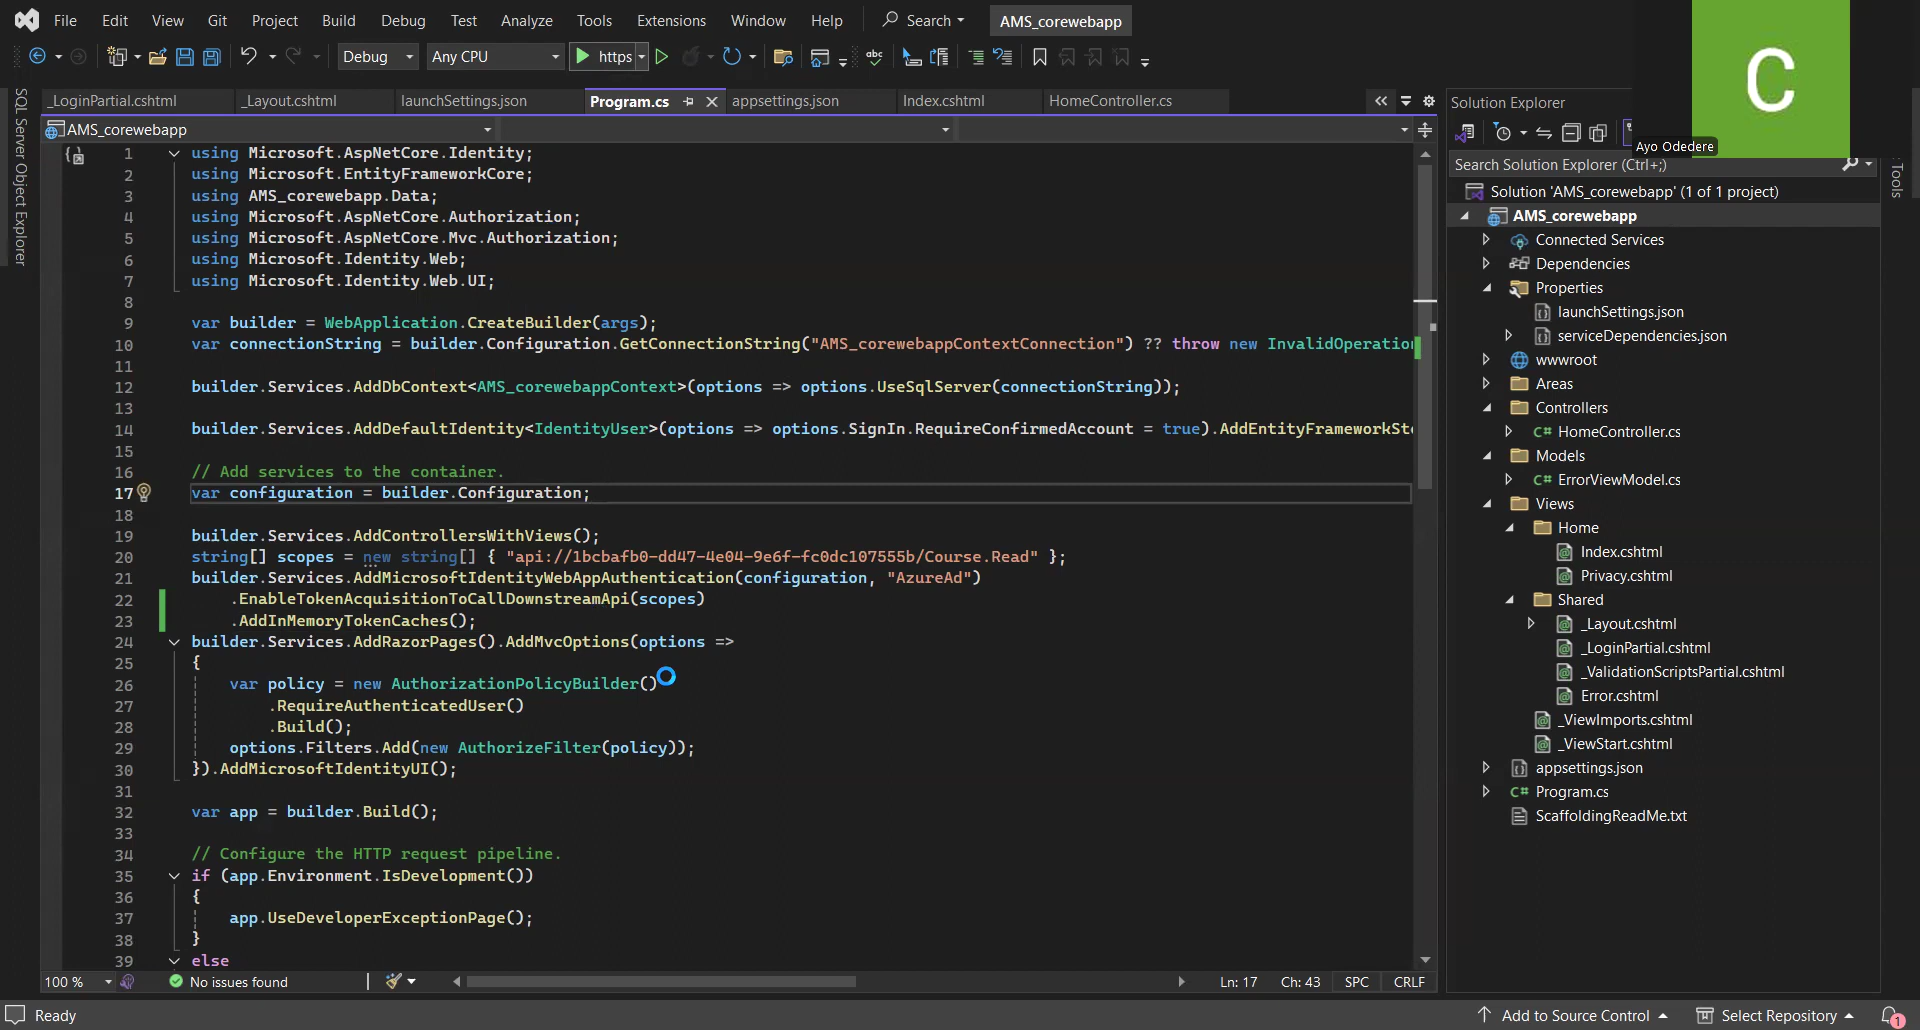 File Edit View Git Project Build Debug Test Analyze Tools Extensions Window Help Search AMS_corewebapp
Debug Any CPU https
C
Ayo Odedere
_LoginPartial.cshtml _Layout.cshtml launchSettings.json Program.cs appsettings.json Index.cshtml HomeController.cs
AMS_corewebapp
SQL Server Object Explorer
1 using Microsoft.AspNetCore.Identity;
2 using Microsoft.EntityFrameworkCore;
3 using AMS_corewebapp.Data;
4 using Microsoft.AspNetCore.Authorization;
5 using Microsoft.AspNetCore.Mvc.Authorization;
6 using Microsoft.Identity.Web;
7 using Microsoft.Identity.Web.UI;
8
9 var builder = WebApplication.CreateBuilder(args);
10 var connectionString = builder.Configuration.GetConnectionString("AMS_corewebappContextConnection") ?? throw new InvalidOperation
11
12 builder.Services.AddDbContext<AMS_corewebappContext>(options => options.UseSqlServer(connectionString));
13
14 builder.Services.AddDefaultIdentity<IdentityUser>(options => options.SignIn.RequireConfirmedAccount = true).AddEntityFrameworkSto
15
16 // Add services to the container.
17 var configuration = builder.Configuration;
18
19 builder.Services.AddControllersWithViews();
20 string[] scopes = new string[] { "api://1bcbafb0-dd47-4e04-9e6f-fc0dc107555b/Course.Read" };
21 builder.Services.AddMicrosoftIdentityWebAppAuthentication(configuration, "AzureAd")
22 .EnableTokenAcquisitionToCallDownstreamApi(scopes)
23 .AddInMemoryTokenCaches();
24 builder.Services.AddRazorPages().AddMvcOptions(options =>
25 {
26 var policy = new AuthorizationPolicyBuilder()
27 .RequireAuthenticatedUser()
28 .Build();
29 options.Filters.Add(new AuthorizeFilter(policy));
30 }).AddMicrosoftIdentityUI();
31
32 var app = builder.Build();
33
34 // Configure the HTTP request pipeline.
35 if (app.Environment.IsDevelopment())
36 {
37 app.UseDeveloperExceptionPage();
38 }
39 else
100 % No issues found Ln: 17 Ch: 43 SPC CRLF
Solution Explorer
Search Solution Explorer (Ctrl+;)
Solution 'AMS_corewebapp' (1 of 1 project)
AMS_corewebapp
Connected Services
Dependencies
Properties
launchSettings.json
serviceDependencies.json
wwwroot
Areas
Controllers
C# HomeController.cs
Models
C# ErrorViewModel.cs
Views
Home
Index.cshtml
Privacy.cshtml
Shared
_Layout.cshtml
_LoginPartial.cshtml
_ValidationScriptsPartial.cshtml
Error.cshtml
_ViewImports.cshtml
_ViewStart.cshtml
appsettings.json
C# Program.cs
ScaffoldingReadMe.txt
Tools
Ready Add to Source Control Select Repository 1